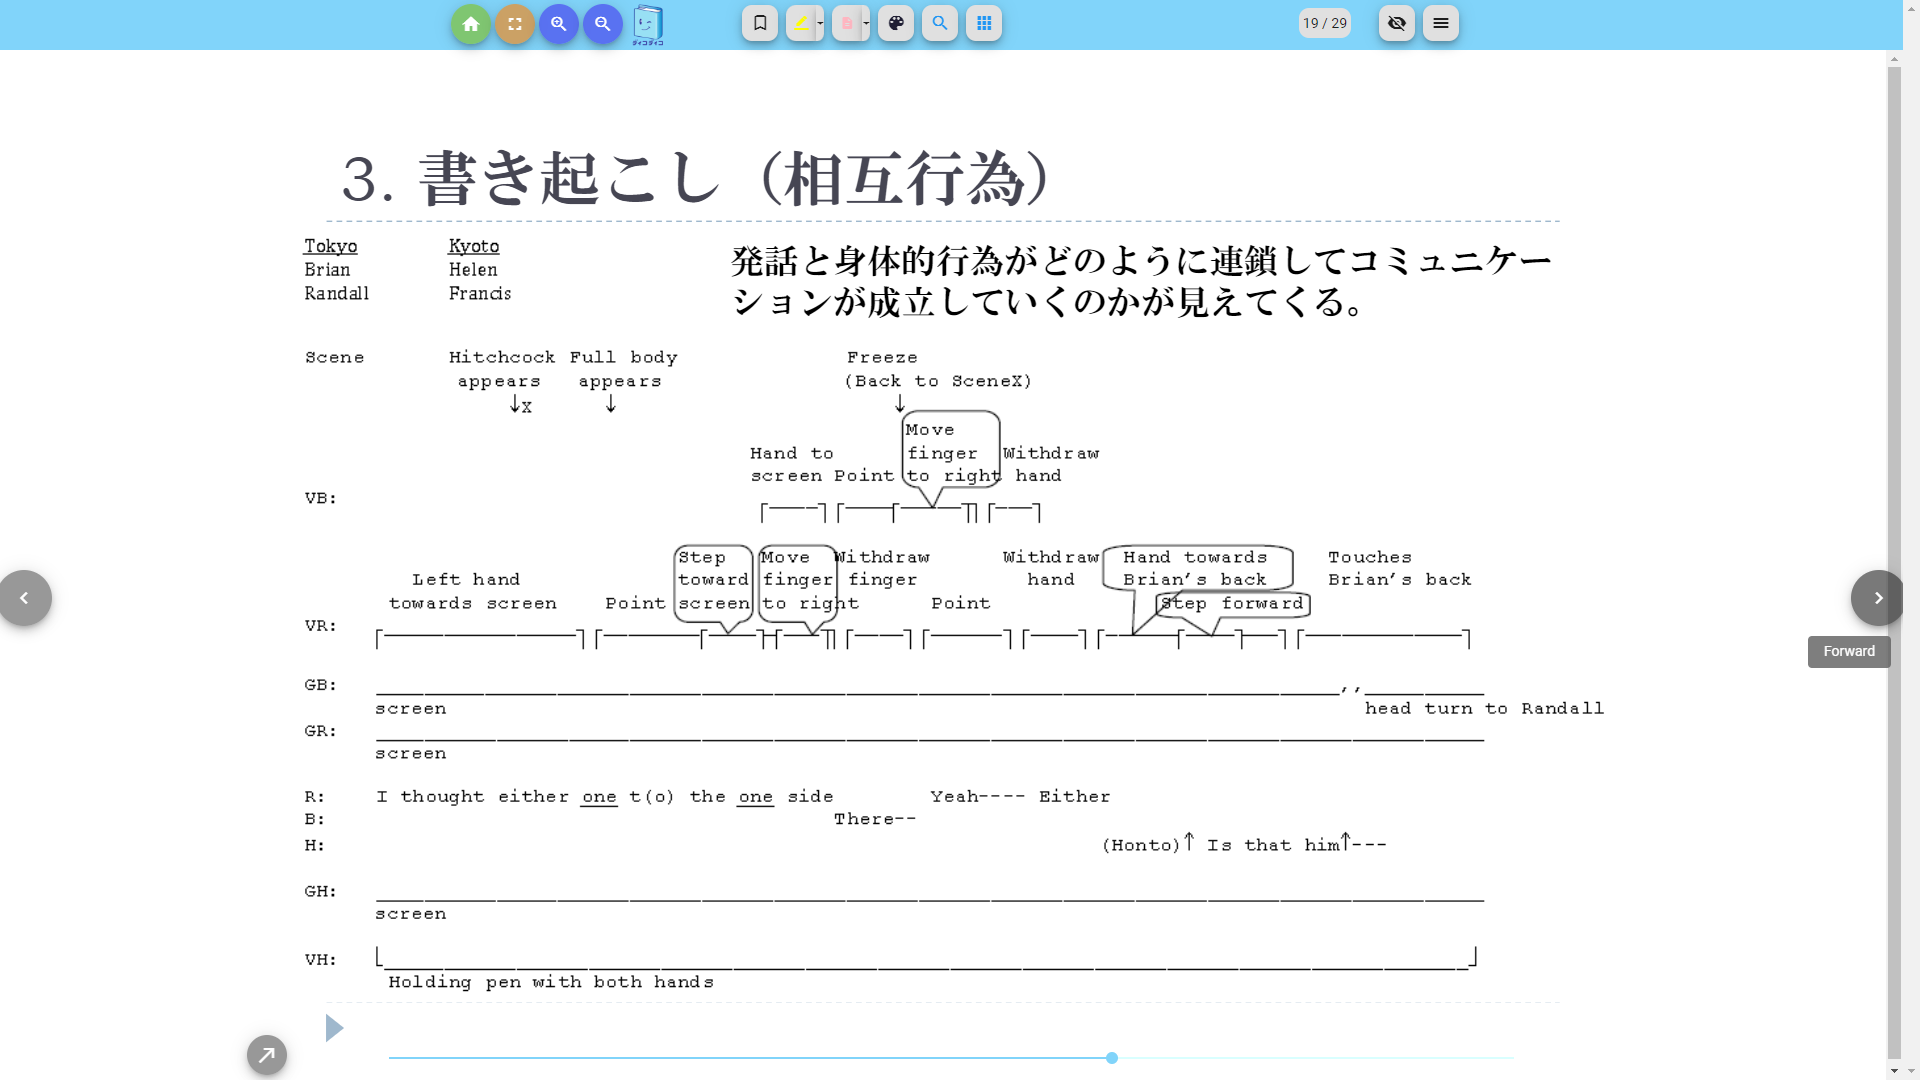 ダイコダイコ
19 / 29
3. 書き起こし（相互行為）
Tokyo Kyoto
Brian Helen
Randall Francis
発話と身体的行為がどのように連鎖してコミュニケー
ションが成立していくのかが見えてくる。
Scene Hitchcock Full body Freeze
appears appears (Back to SceneX)
↓X ↓ ↓
Move
Hand to finger Withdraw
screen Point to right hand
VB:
Step Move Withdraw Withdraw Hand towards Touches
Left hand toward finger finger hand Brian's back Brian's back
towards screen Point screen to right Point Step forward
VR:
GB: ,,
screen head turn to Randall
GR:
screen
R: I thought either one t(o) the one side Yeah---- Either
B: There--
H: (Honto)↑ Is that him↑---
GH:
screen
VH:
Holding pen with both hands
Forward